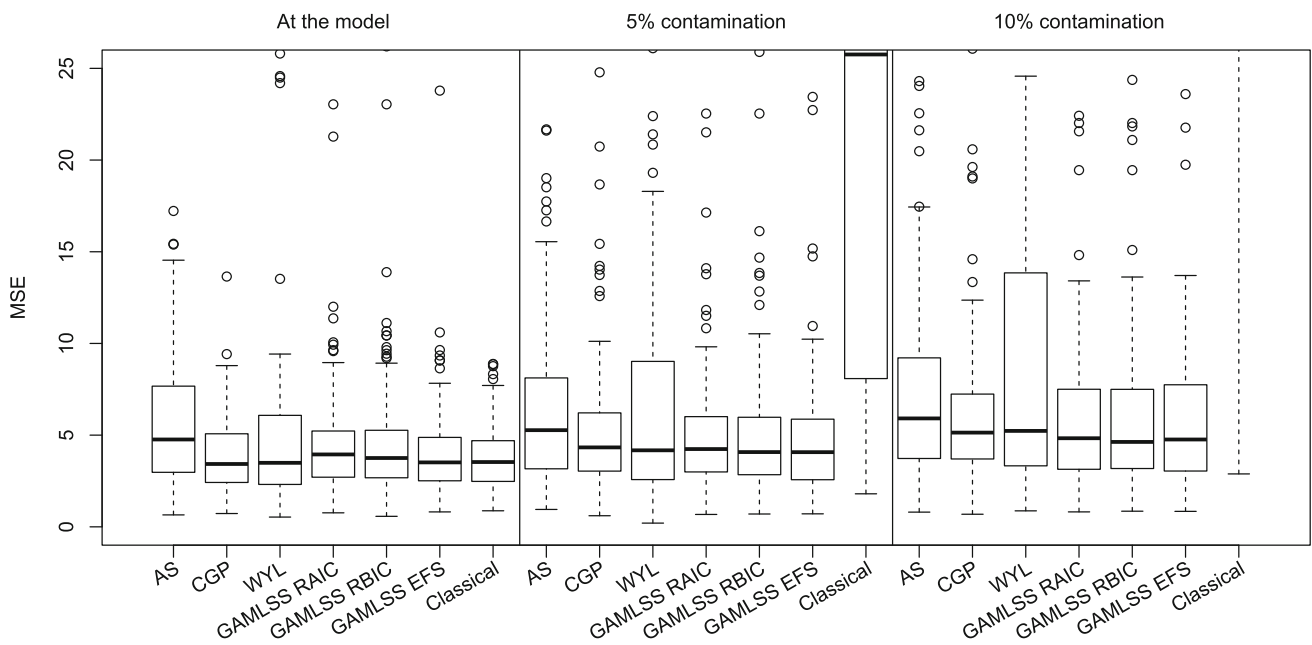 At the model 5% contamination 10% contamination
MSE
25
20
15
10
5
0
AS CGP WYL GAMLSS RAIC GAMLSS RBIC GAMLSS EFS Classical AS CGP WYL GAMLSS RAIC GAMLSS RBIC GAMLSS EFS Classical AS CGP WYL GAMLSS RAIC GAMLSS RBIC GAMLSS EFS Classical